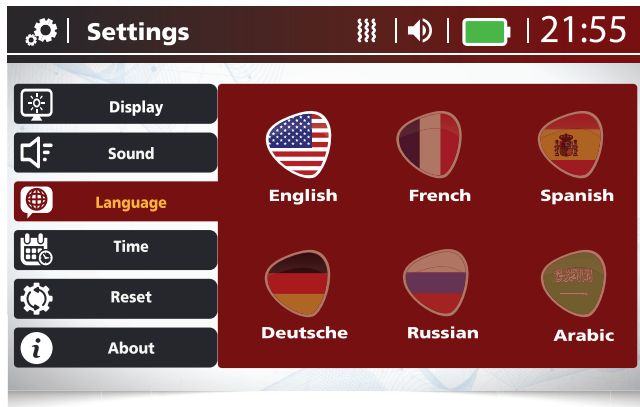 Settings
21:55
Display
Sound
Language
Time
Reset
About
English
French
Spanish
Deutsche
Russian
Arabic